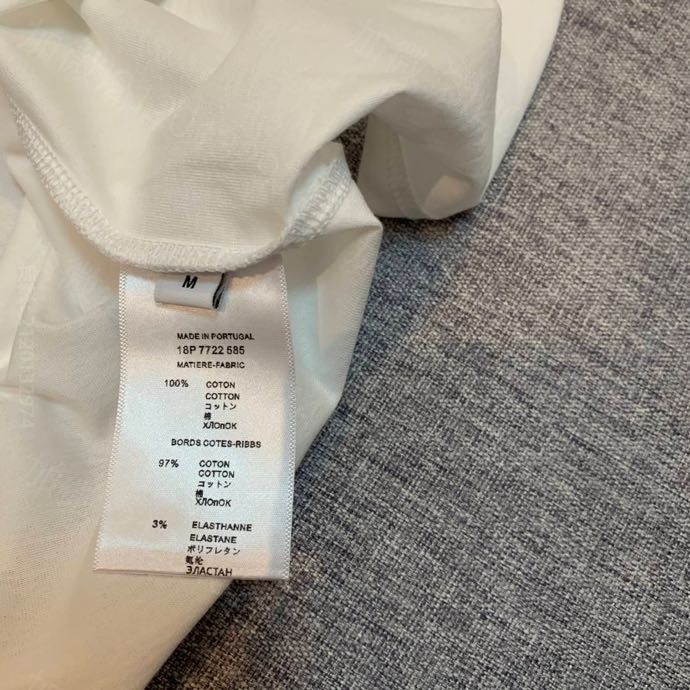 M
MADE IN PORTUGAL
18P 7722 585
MATIERE-FABRIC
100% COTON
COTTON
コットン
棉
ХЛОпОК
BORDS COTES-RIBBS
97% COTON
COTTON
コットン
棉
ХЛОпОК
3% ELASTHANNE
ELASTANE
ポリフレタン
氨纶
ЭЛАСТАН